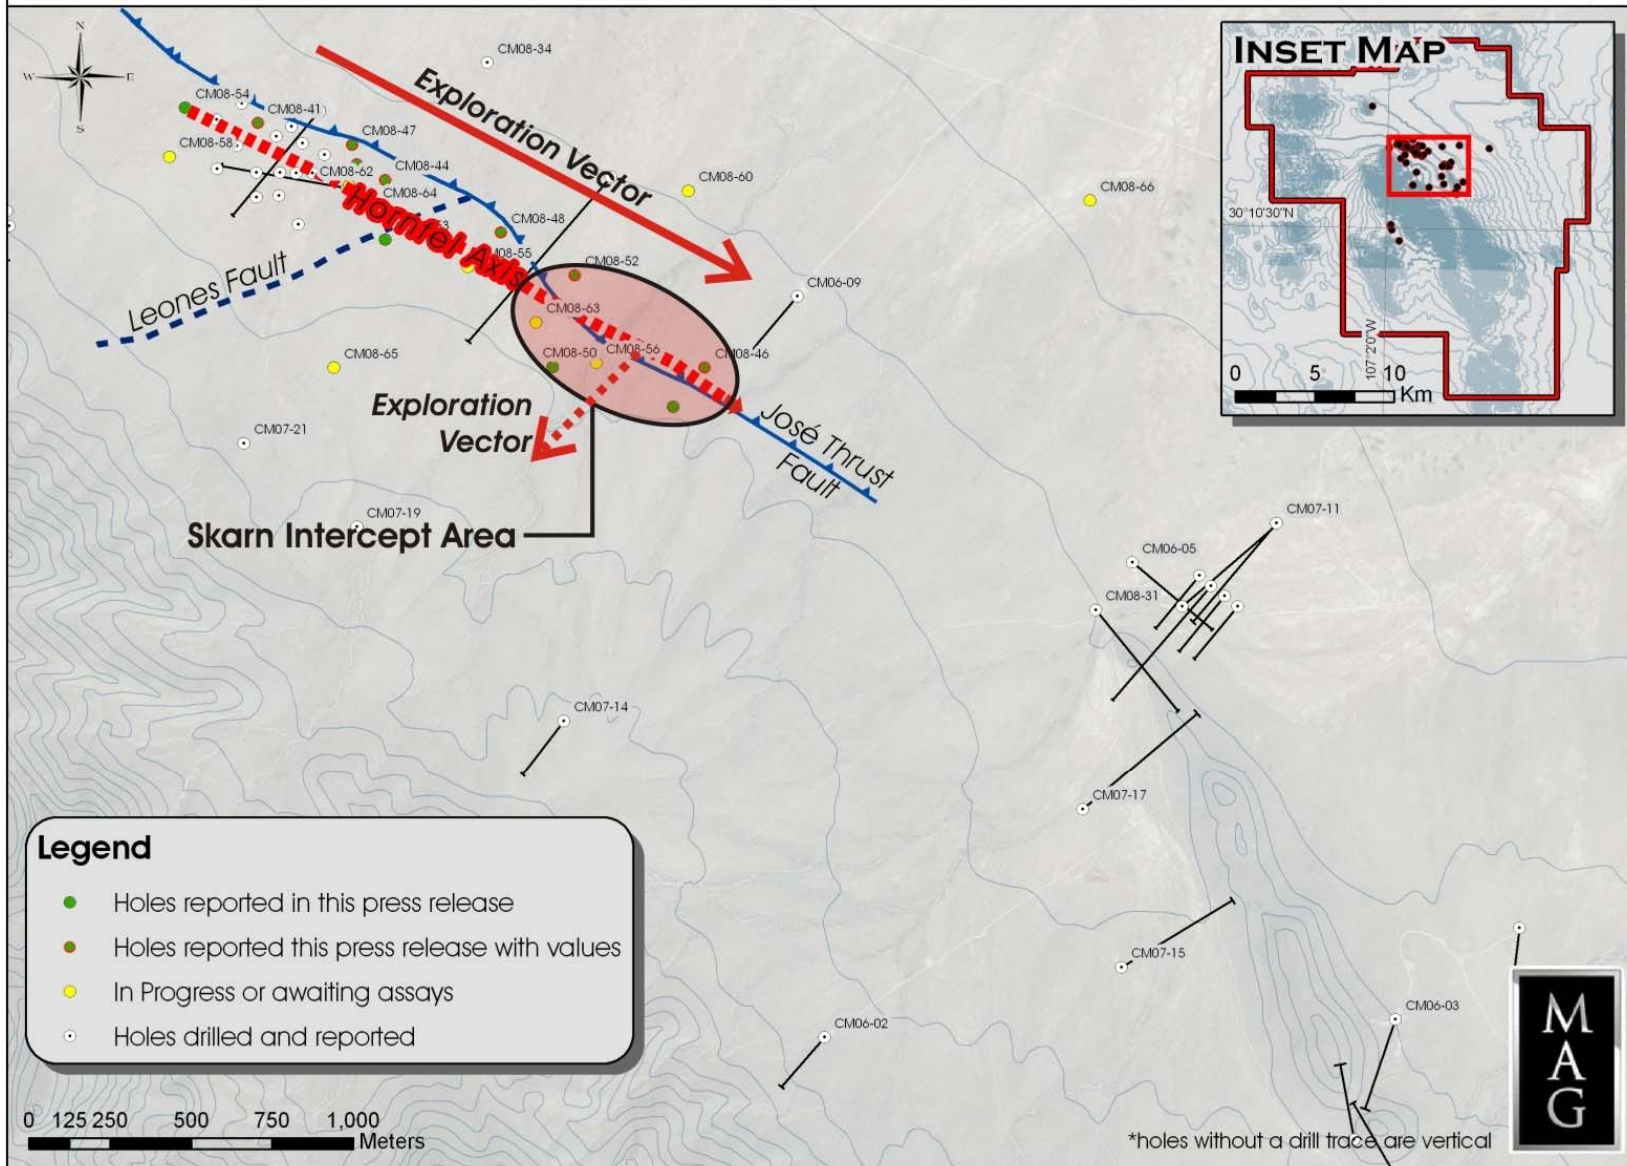 N
W
E
S
CM08-34
CM08-54
CM08-41
CM08-47
CM08-58
CM08-62
CM08-44
CM08-64
CM08-48
CM08-60
CM08-66
Exploration Vector
Hornfel Axis
Leones Fault
CM08-52
CM06-09
CM08-63
CM08-65
CM08-50
CM08-56
CM08-46
Exploration
Vector
José Thrust
Fault
CM07-21
CM07-19
Skarn Intercept Area
CM07-11
CM06-05
CM08-31
CM07-14
CM07-17
CM07-15
CM06-02
CM06-03
INSET MAP
30°10'30"N
107°2'0"W
0 5 10
Km
Legend
Holes reported in this press release
Holes reported this press release with values
In Progress or awaiting assays
Holes drilled and reported
0 125 250 500 750 1,000
Meters
*holes without a drill trace are vertical
M
A
G